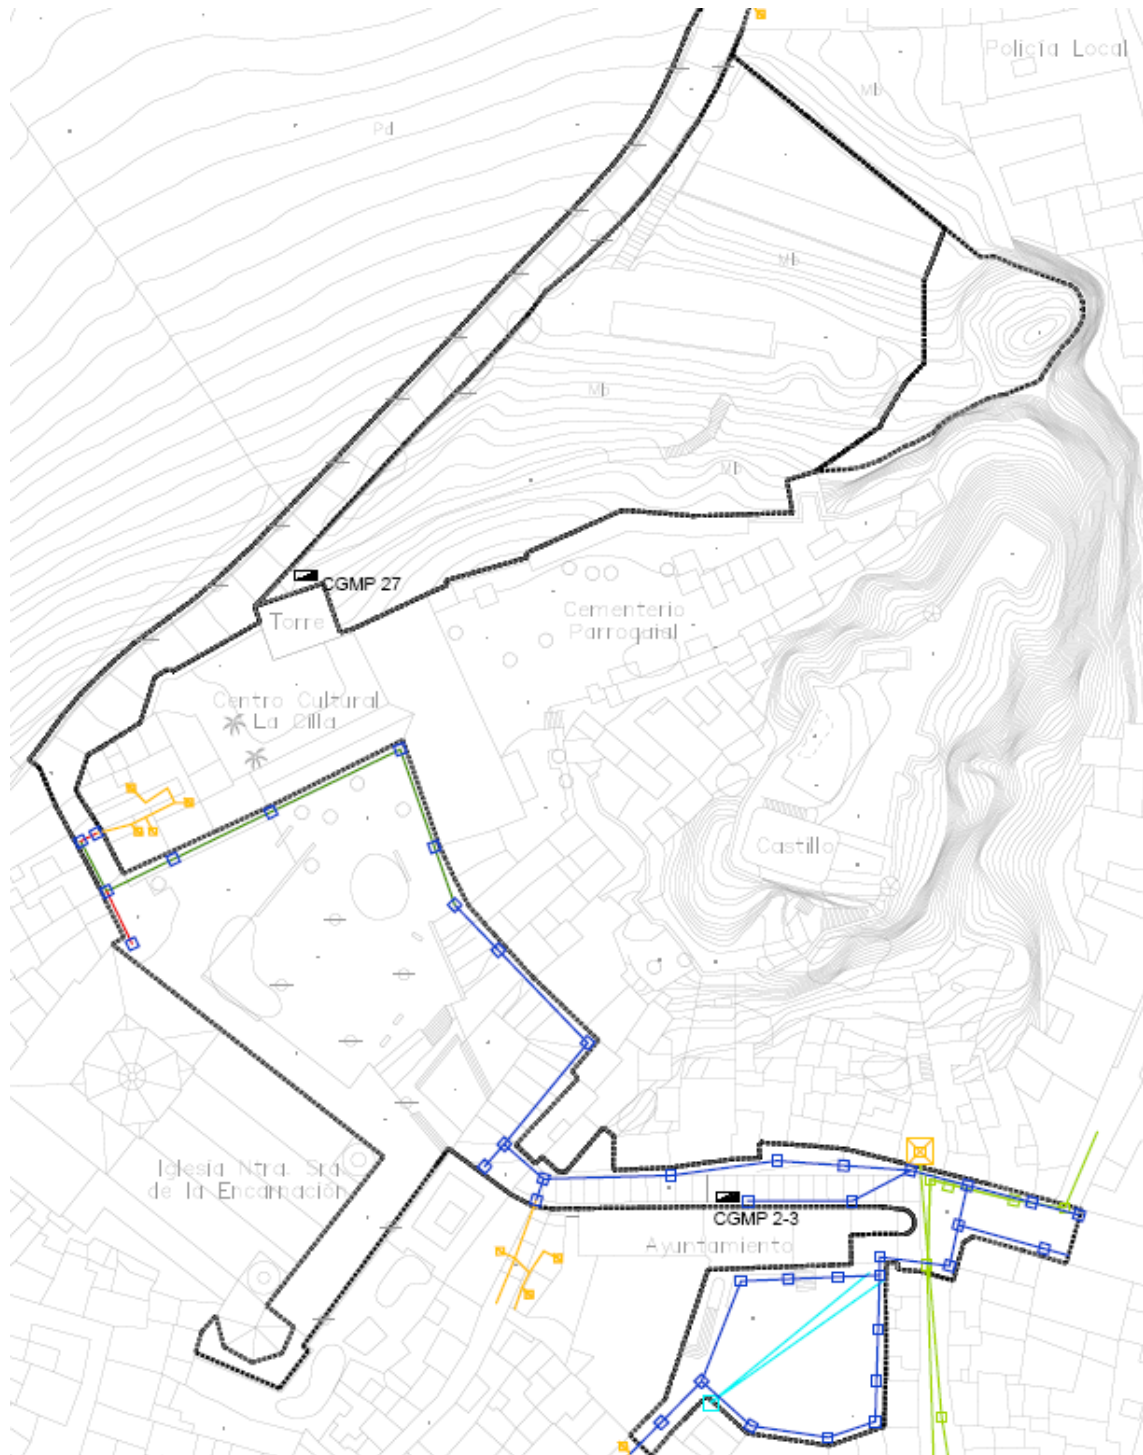 Policía Local
Mb
Pd
Mb
Mb
Mb
CGMP 27
Torre
Cementerio
Parroquial
Centro Cultural
La Cilla
Castillo
Iglesia Ntra. Sra.
de la Encarnación
CGMP 2-3
Ayuntamiento